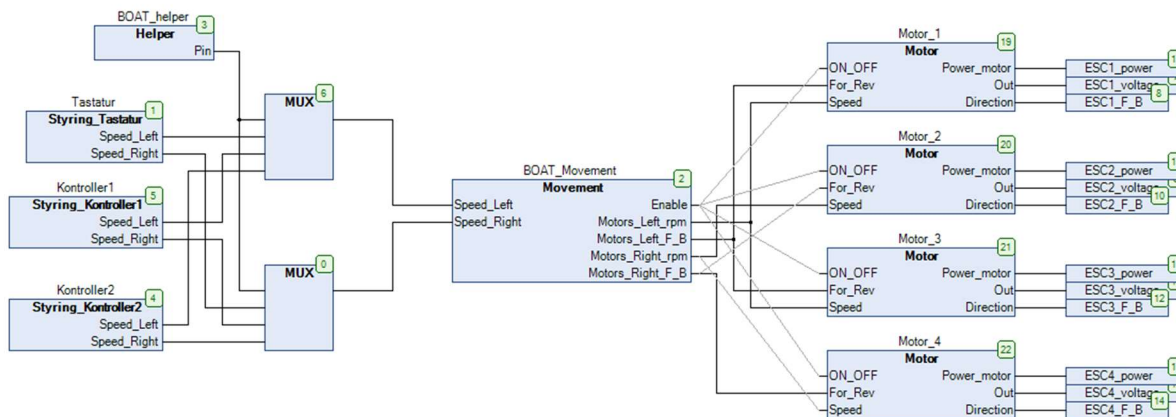 BOAT_helper
3
Helper
Pin
Tastatur
1
Styring_Tastatur
Speed_Left
Speed_Right
Kontroller1
5
Styring_Kontroller1
Speed_Left
Speed_Right
Kontroller2
4
Styring_Kontroller2
Speed_Left
Speed_Right
6
MUX
0
MUX
BOAT_Movement
2
Movement
Speed_Left Enable
Speed_Right Motors_Left_rpm
Motors_Left_F_B
Motors_Right_rpm
Motors_Right_F_B
Motor_1
19
Motor
ON_OFF Power_motor ESC1_power
For_Rev Out ESC1_voltage
8
Speed Direction ESC1_F_B
Motor_2
20
Motor
ON_OFF Power_motor ESC2_power
For_Rev Out ESC2_voltage
10
Speed Direction ESC2_F_B
Motor_3
21
Motor
ON_OFF Power_motor ESC3_power
For_Rev Out ESC3_voltage
12
Speed Direction ESC3_F_B
Motor_4
22
Motor
ON_OFF Power_motor ESC4_power
For_Rev Out ESC4_voltage
14
Speed Direction ESC4_F_B